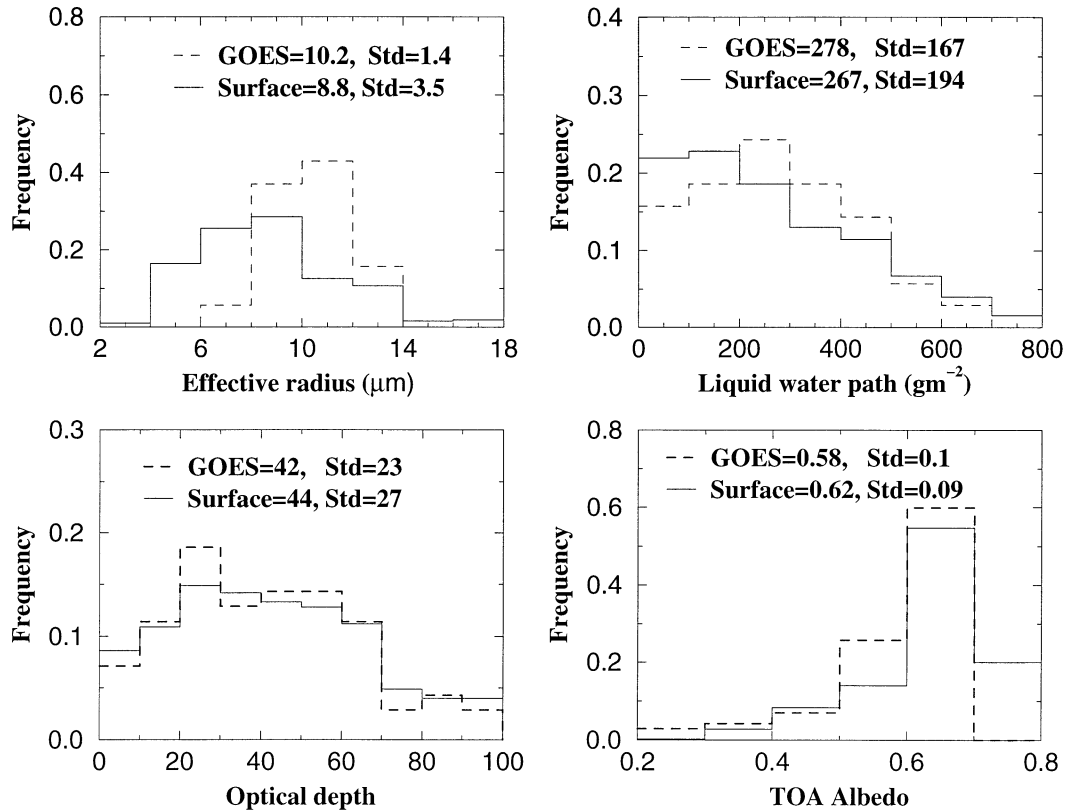 0.8
0.6
0.4
0.2
0.0
Frequency
GOES=10.2, Std=1.4
Surface=8.8, Std=3.5
2 6 10 14 18
Effective radius (μm)
0.4
0.3
0.2
0.1
0.0
Frequency
GOES=278, Std=167
Surface=267, Std=194
0 200 400 600 800
Liquid water path (gm⁻²)
0.3
0.2
0.1
0.0
Frequency
GOES=42, Std=23
Surface=44, Std=27
0 20 40 60 80 100
Optical depth
0.8
0.6
0.4
0.2
0.0
Frequency
GOES=0.58, Std=0.1
Surface=0.62, Std=0.09
0.2 0.4 0.6 0.8
TOA Albedo